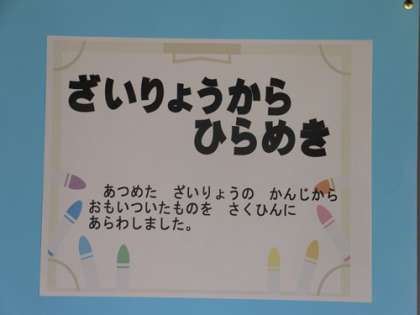 ざいりょうから
ひらめき
あつめた　ざいりょうの　かんじから
おもいついたものを　さくひんに
あらわしました。